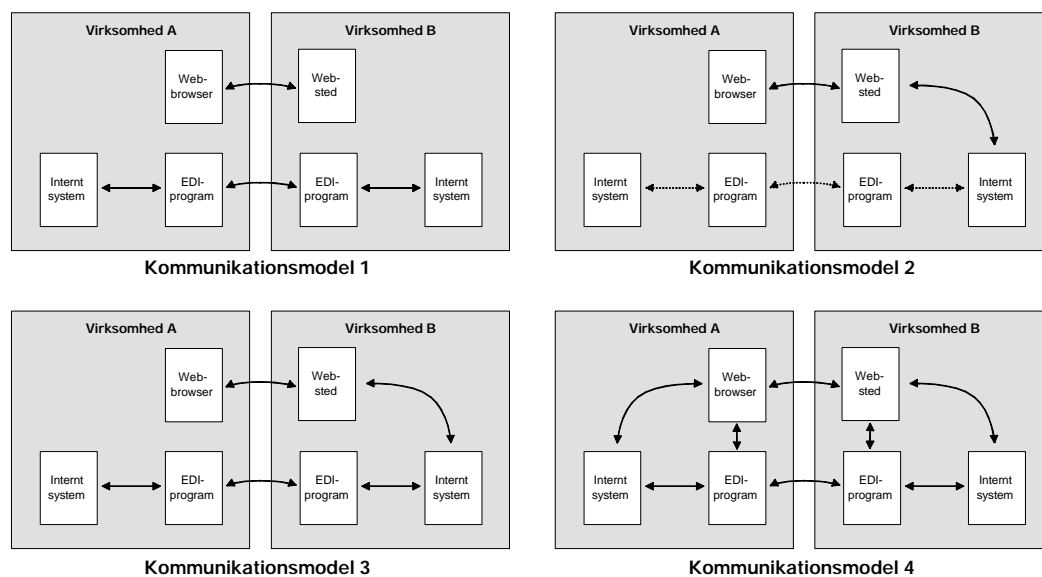 Virksomhed A
Virksomhed B
Web-
browser
Web-
sted
Internt
system
EDI-
program
EDI-
program
Internt
system
Kommunikationsmodel 1
Virksomhed A
Virksomhed B
Web-
browser
Web-
sted
Internt
system
EDI-
program
EDI-
program
Internt
system
Kommunikationsmodel 2
Virksomhed A
Virksomhed B
Web-
browser
Web-
sted
Internt
system
EDI-
program
EDI-
program
Internt
system
Kommunikationsmodel 3
Virksomhed A
Virksomhed B
Web-
browser
Web-
sted
Internt
system
EDI-
program
EDI-
program
Internt
system
Kommunikationsmodel 4